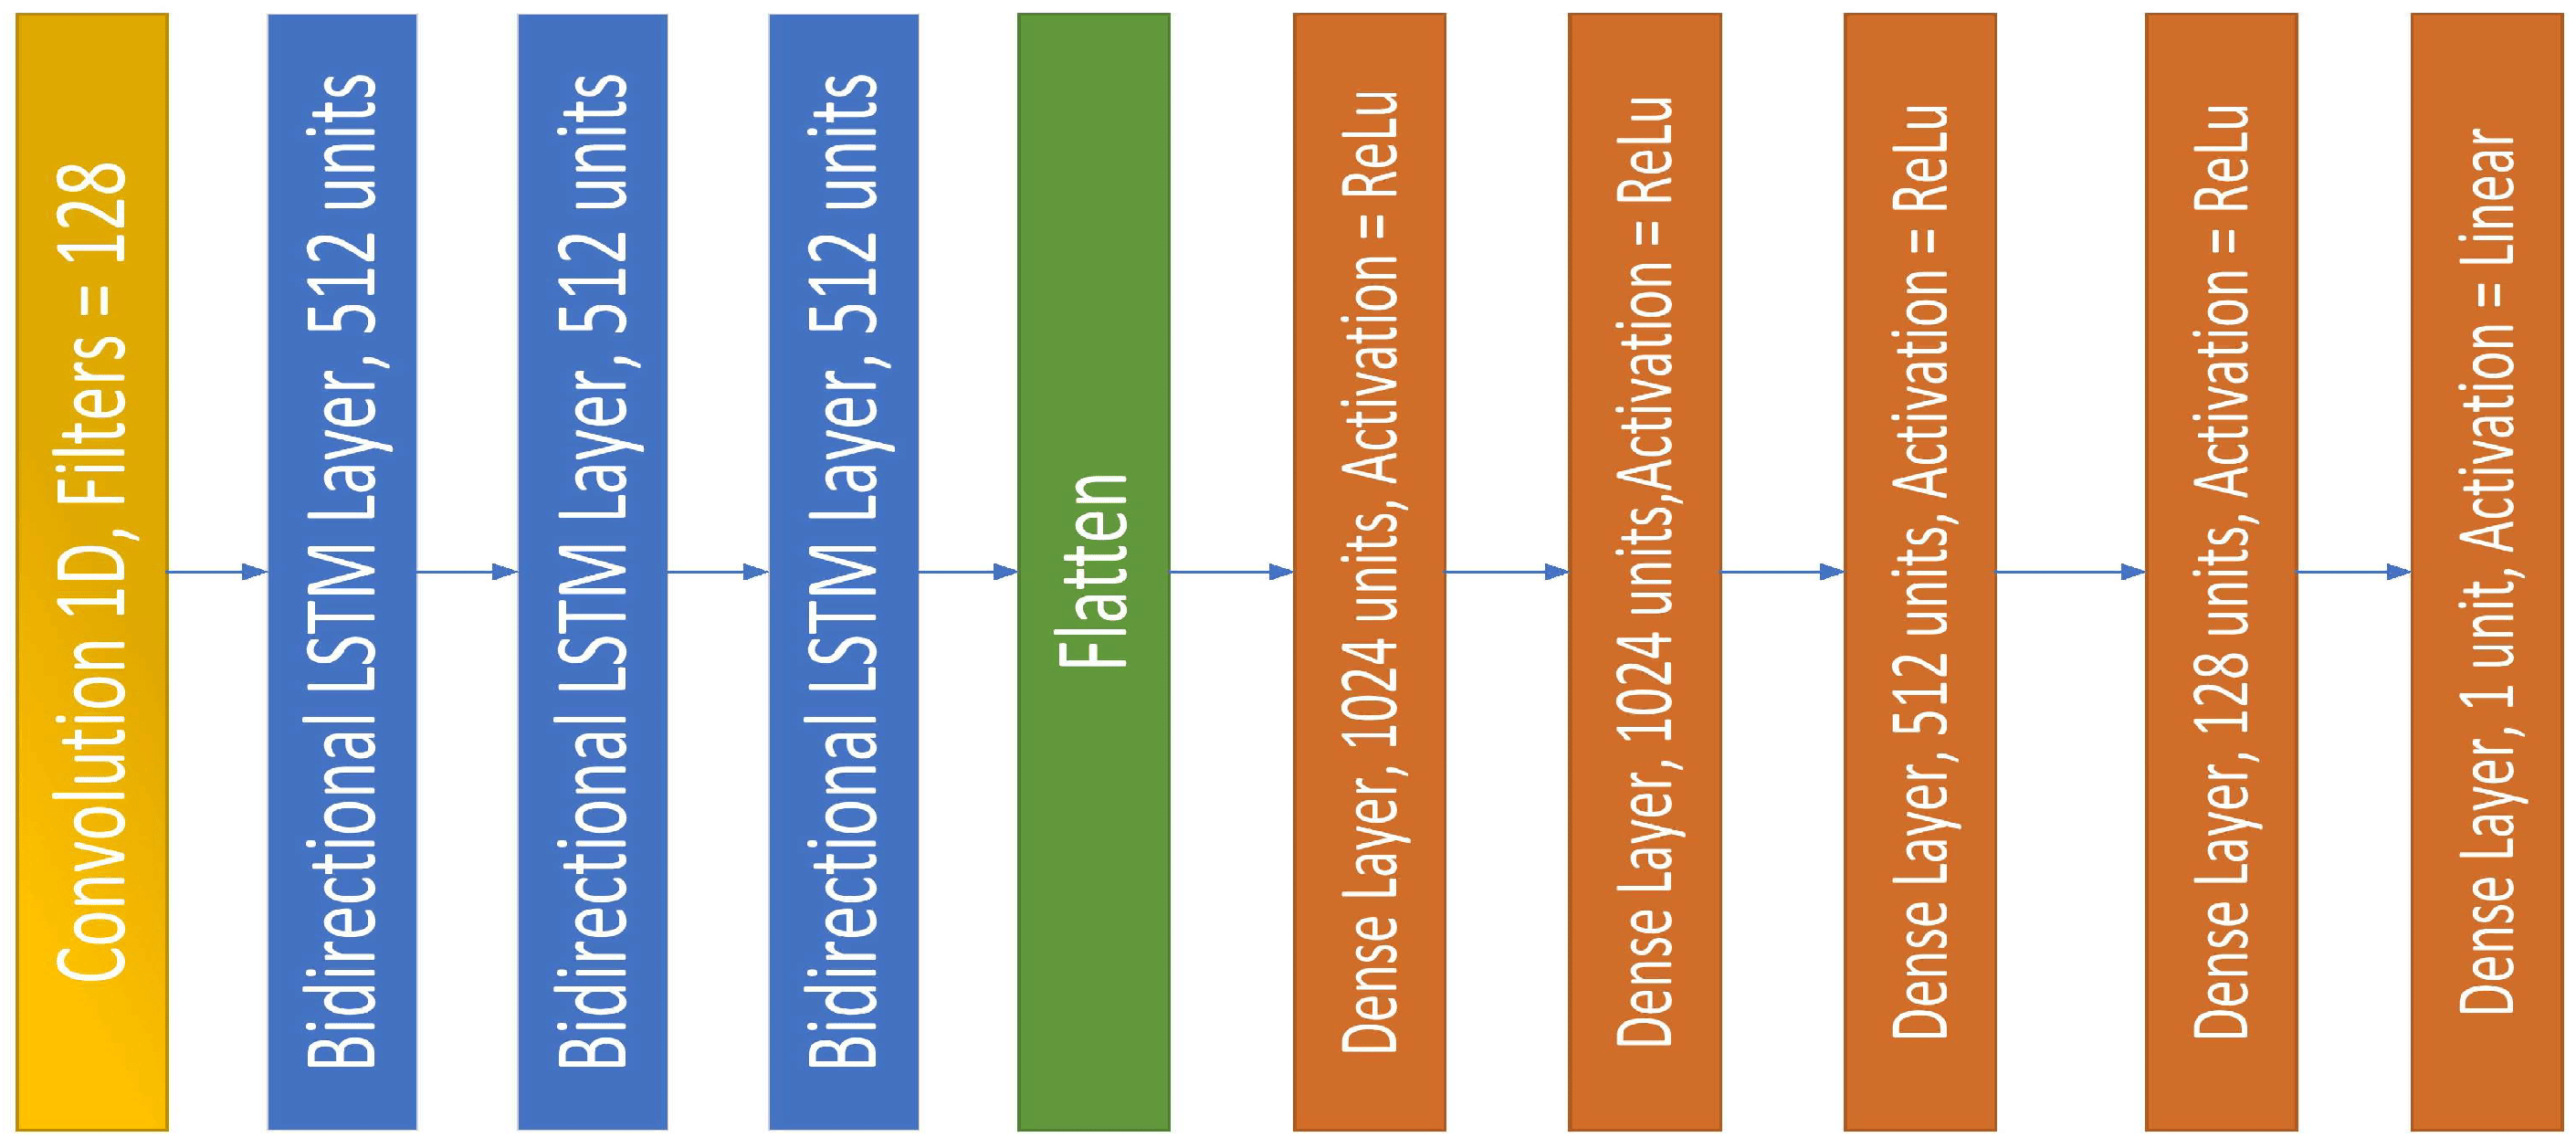 Convolution 1D, Filters = 128
Bidirectional LSTM Layer, 512 units
Bidirectional LSTM Layer, 512 units
Bidirectional LSTM Layer, 512 units
Flatten
Dense Layer, 1024 units, Activation = ReLu
Dense Layer, 1024 units,Activation = ReLu
Dense Layer, 512 units, Activation = ReLu
Dense Layer, 128 units, Activation = ReLu
Dense Layer, 1 unit, Activation = Linear